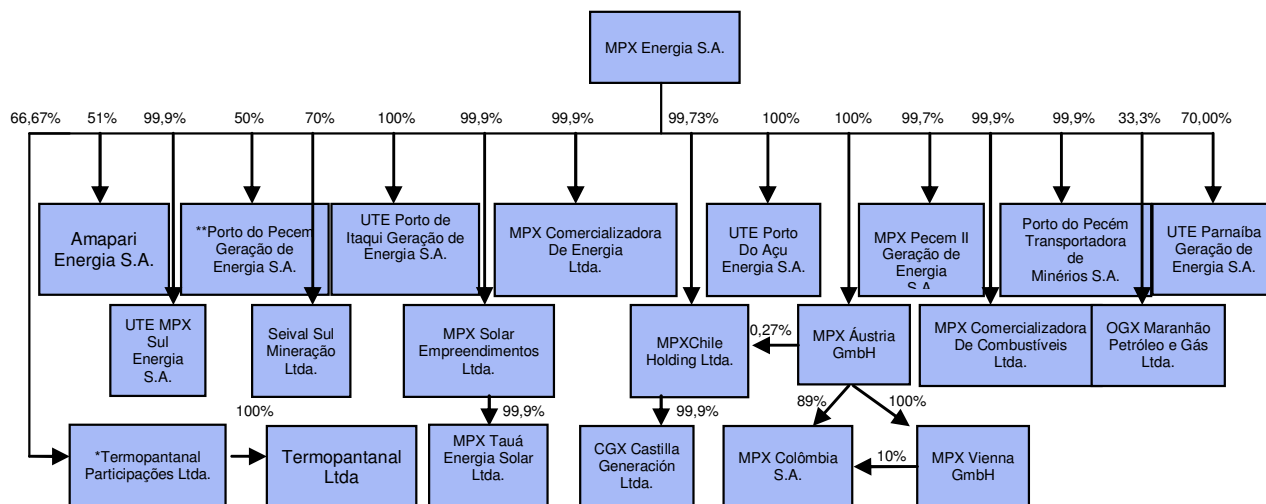 MPX Energia S.A.
66,67%
51%
99,9%
50%
70%
100%
99,9%
99,9%
99,73%
100%
100%
99,7%
99,9%
99,9%
33,3%
70,00%
Amapari
Energia S.A.
**Porto do Pecem
Geração de
Energia S.A.
UTE Porto de
Itaqui Geração de
Energia S.A.
MPX Comercializadora
De Energia
Ltda.
UTE Porto
Do Açu
Energia S.A.
MPX Pecem II
Geração de
Energia
S.A.
Porto do Pecém
Transportadora
de
Minérios S.A.
UTE Parnaíba
Geração de
Energia S.A.
UTE MPX
Sul
Energia
S.A.
Seival Sul
Mineração
Ltda.
MPX Solar
Empreendimentos
Ltda.
MPXChile
Holding Ltda.
0,27%
MPX Áustria
GmbH
MPX Comercializadora
De Combustíveis
Ltda.
OGX Maranhão
Petróleo e Gás
Ltda.
100%
99,9%
99,9%
89%
100%
*Termopantanal
Participações Ltda.
Termopantanal
Ltda
MPX Tauá
Energia Solar
Ltda.
CGX Castilla
Generación
Ltda.
MPX Colômbia
S.A.
10%
MPX Vienna
GmbH